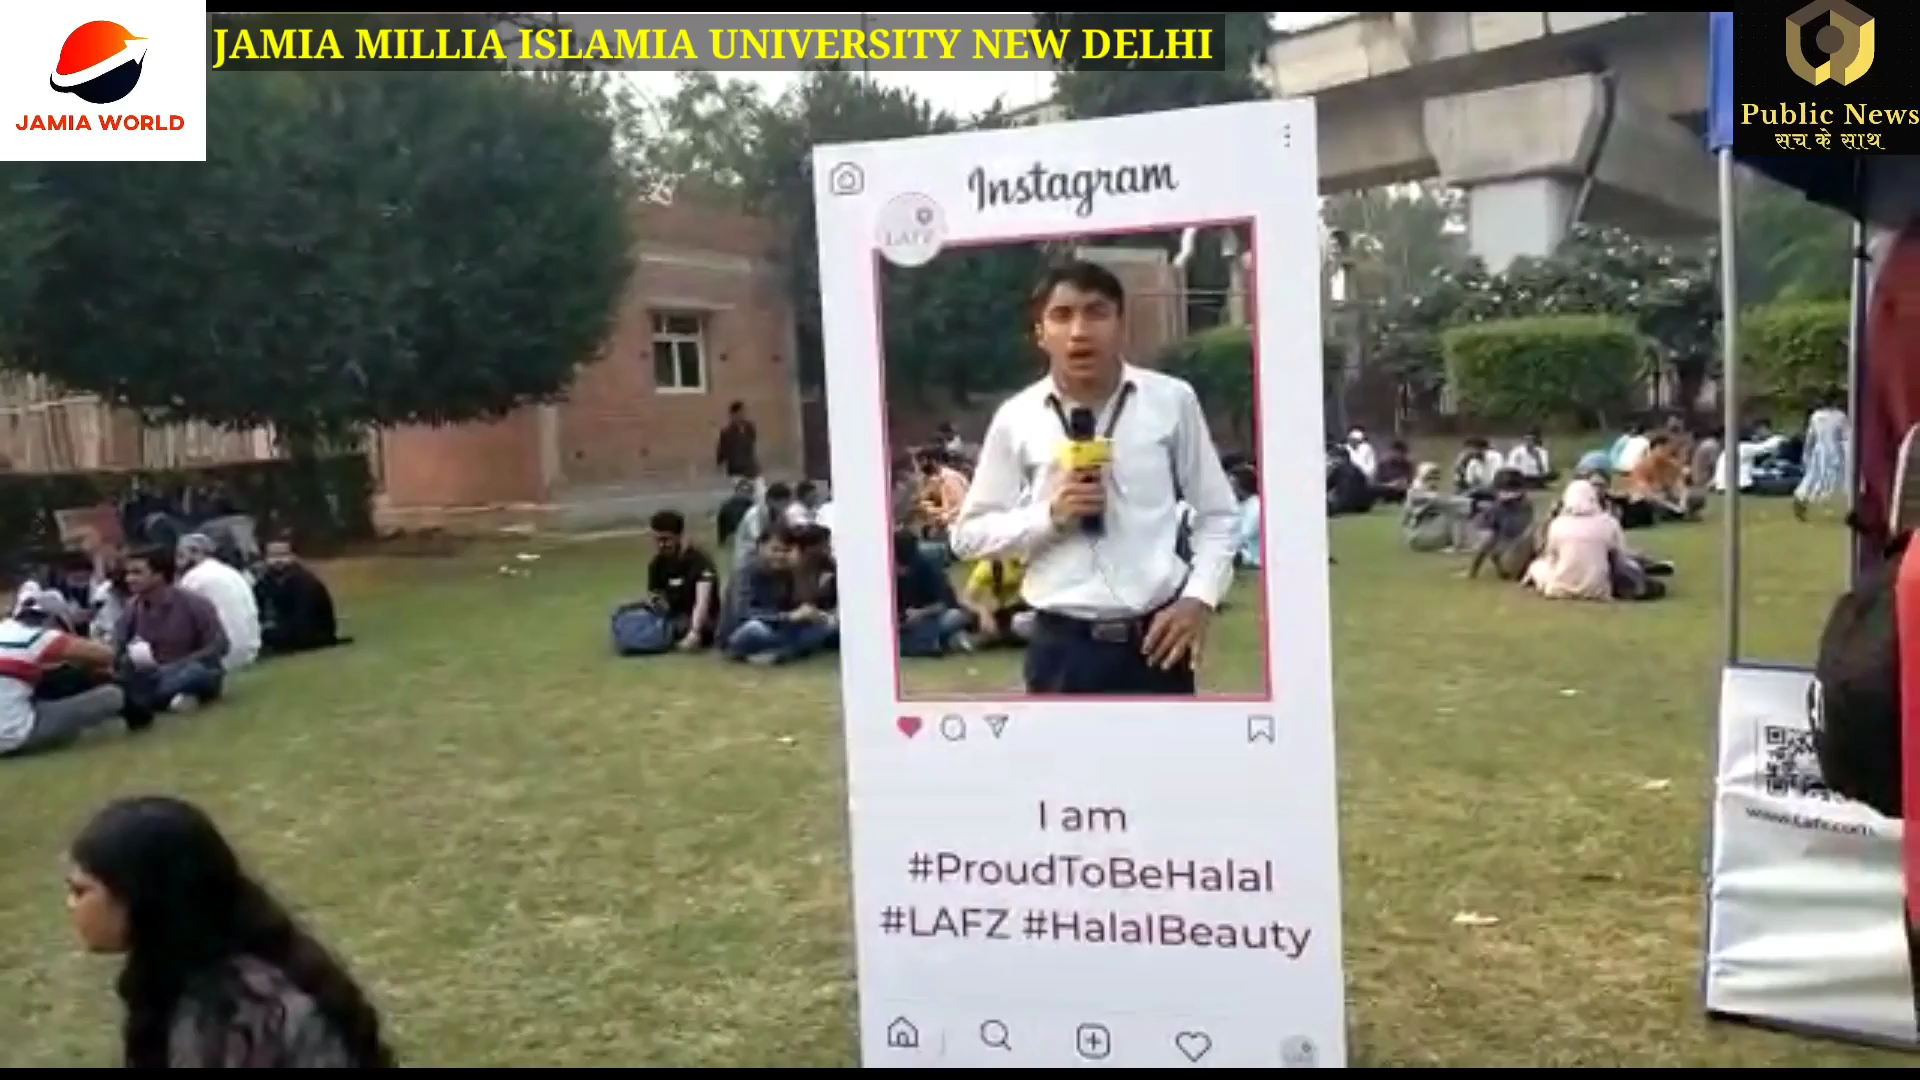 JAMIA MILLIA ISLAMIA UNIVERSITY NEW DELHI
JAMIA WORLD
Public News
सच के साथ
Instagram
LAFZ
I am
#ProudToBeHalal
#LAFZ #HalalBeauty